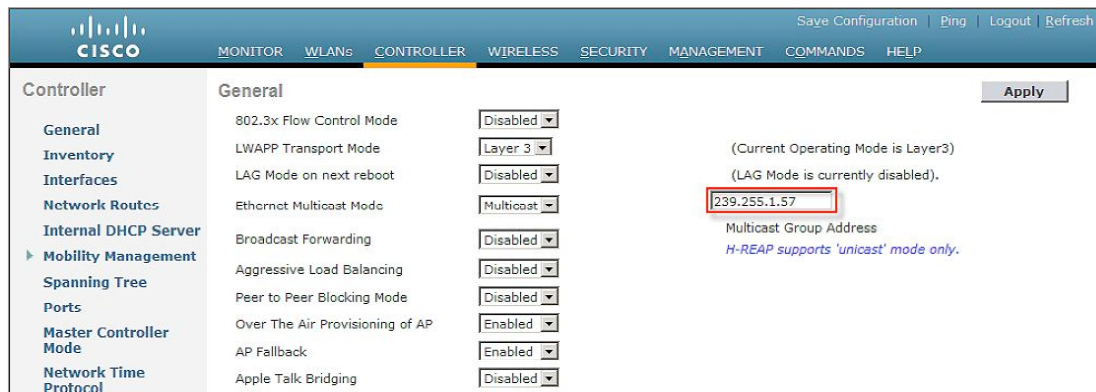 Save Configuration | Ping | Logout | Refresh
CISCO
MONITOR WLANs CONTROLLER WIRELESS SECURITY MANAGEMENT COMMANDS HELP
Controller
General
Inventory
Interfaces
Network Routes
Internal DHCP Server
Mobility Management
Spanning Tree
Ports
Master Controller
Mode
Network Time
Protocol
General
Apply
802.3x Flow Control Mode Disabled
LWAPP Transport Mode Layer 3 (Current Operating Mode is Layer3)
LAG Mode on next reboot Disabled (LAG Mode is currently disabled).
Ethernet Multicast Mode Multicast 239.255.1.57
Multicast Group Address
Broadcast Forwarding Disabled
H-REAP supports 'unicast' mode only.
Aggressive Load Balancing Disabled
Peer to Peer Blocking Mode Disabled
Over The Air Provisioning of AP Enabled
AP Fallback Enabled
Apple Talk Bridging Disabled